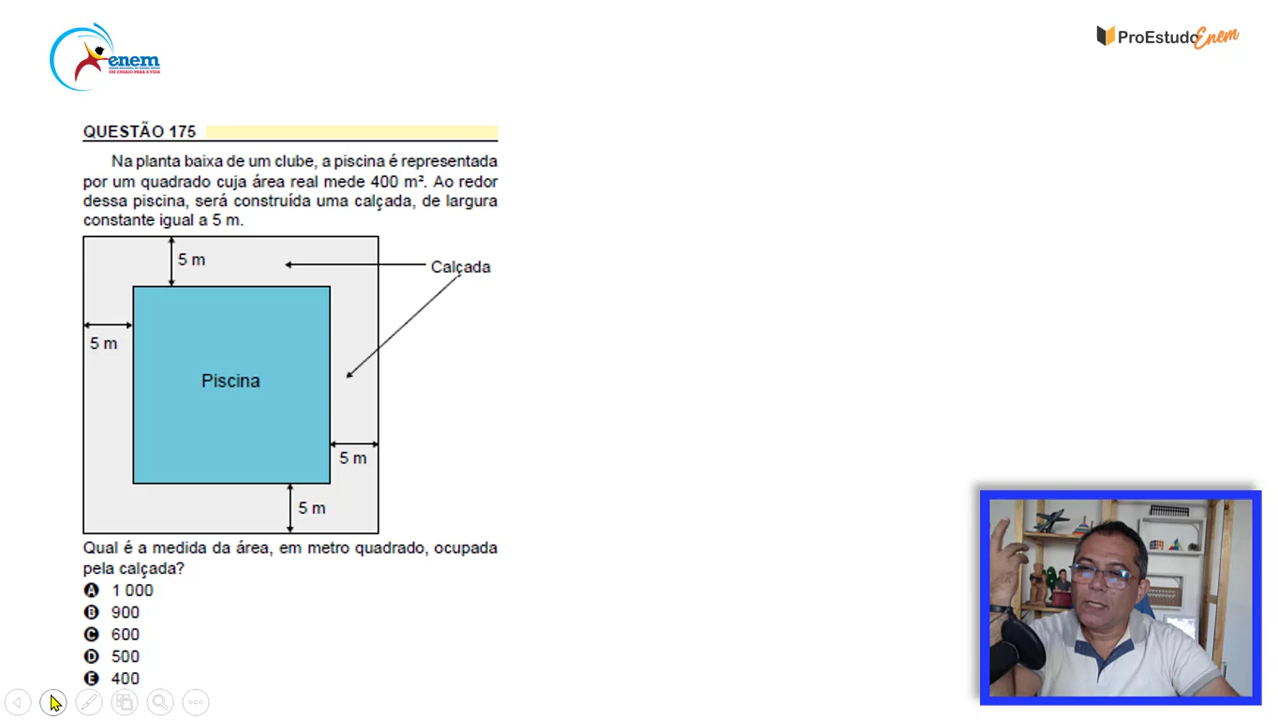 enem
ProEstudoEnem
QUESTÃO 175
Na planta baixa de um clube, a piscina é representada
por um quadrado cuja área real mede 400 m². Ao redor
dessa piscina, será construída uma calçada, de largura
constante igual a 5 m.
5 m
Calçada
5 m
Piscina
5 m
5 m
Qual é a medida da área, em metro quadrado, ocupada
pela calçada?
A 1 000
B 900
C 600
D 500
E 400